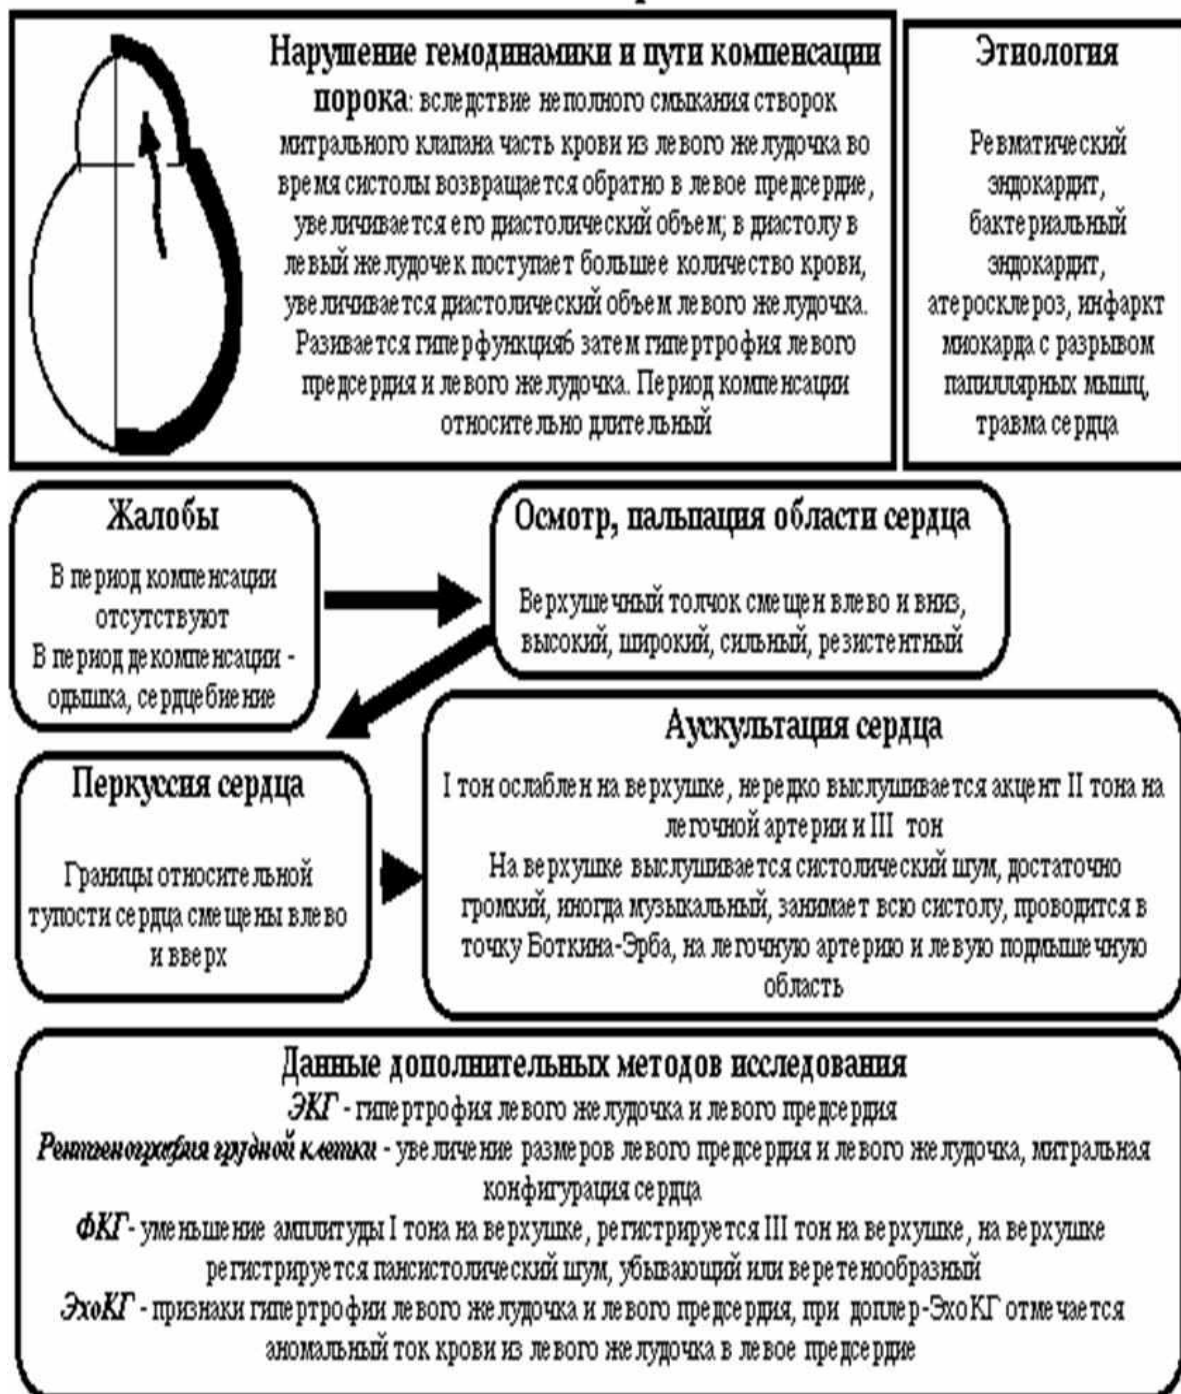 Нарушение гемодинамики и пути компенсации
порока: вследствие неполного смыкания створок
митрального клапана часть крови из левого желудочка во
время систолы возвращается обратно в левое предсердие,
увеличивается его диастолический объем; в диастолу в
левый желудочек поступает большее количество крови,
увеличивается диастолический объем левого желудочка.
Разивается гиперфункция6 затем гипертрофия левого
предсердия и левого желудочка. Период компенсации
относительно длительный
Этиология
Ревматический
эндокардит,
бактериальный
эндокардит,
атеросклероз, инфаркт
миокарда с разрывом
папиллярных мышц,
травма сердца
Жалобы
В период компенсации
отсутствуют
В период декомпенсации -
одышка, сердцебиение
Осмотр, пальпация области сердца
Верхушечный толчок смещен влево и вниз,
высокий, широкий, сильный, резистентный
Перкуссия сердца
Границы относительной
тупости сердца смещены влево
и вверх
Аускультация сердца
I тон ослаблен на верхушке, нередко выслушивается акцент II тона на
легочной артерии и III тон
На верхушке выслушивается систолический шум, достаточно
громкий, иногда музыкальный, занимает всю систолу, проводится в
точку Боткина-Эрба, на легочную артерию и левую подмышечную
область
Данные дополнительных методов исследования
ЭКГ - гипертрофия левого желудочка и левого предсердия
Рентгенография грудной клетки - увеличение размеров левого предсердия и левого желудочка, митральная
конфигурация сердца
ФКГ- уменьшение амплитуды I тона на верхушке, регистрируется III тон на верхушке, на верхушке
регистрируется пансистолический шум, убывающий или веретенообразный
ЭхоКГ - признаки гипертрофии левого желудочка и левого предсердия, при доплер-ЭхоКГ отмечается
аномальный ток крови из левого желудочка в левое предсердие